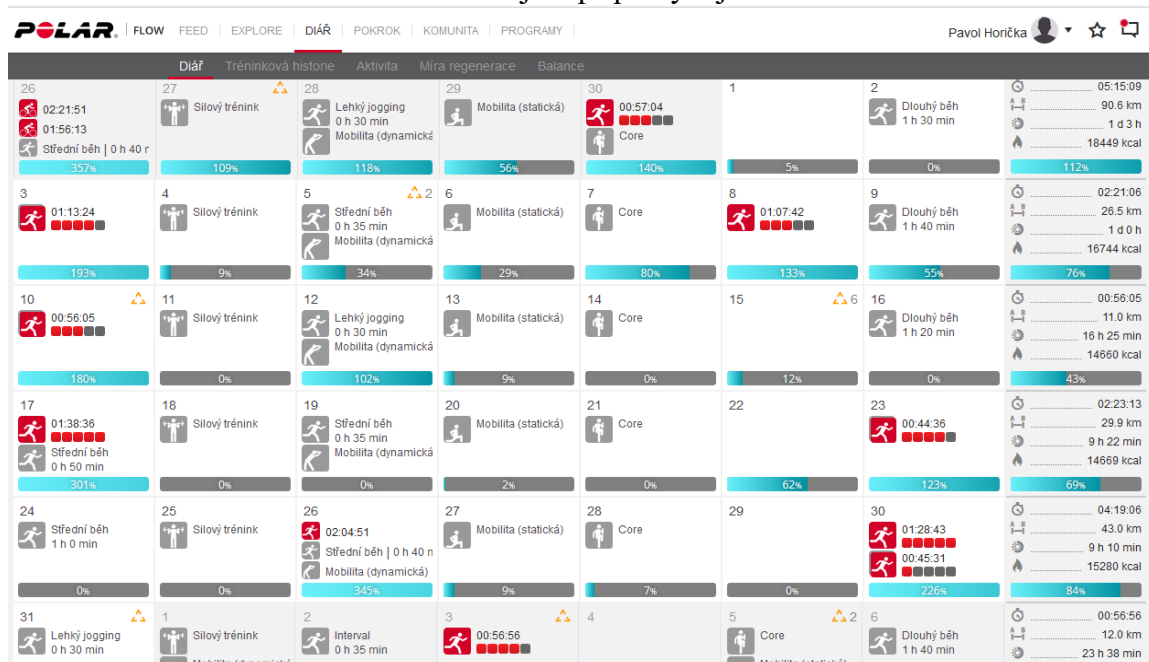 POLAR. FLOW FEED EXPLORE DIÁŘ POKROK KOMUNITA PROGRAMY Pavol Horička
Diář Tréninková historie Aktivita Míra regenerace Balance
26 27 28 29 30 1 2 05:15:09
02:21:51 Silový trénink Lehký jogging Mobilita (statická) 00:57:04 Dlouhý běh 90.6 km
01:56:13 0 h 30 min 1 h 30 min 1 d 3 h
Střední běh | 0 h 40 Mobilita (dynamická Core 18449 kcal
357% 109% 118% 56% 140% 5% 0% 112%
3 4 5 2 6 7 8 9 02:21:06
01:13:24 Silový trénink Střední běh Mobilita (statická) Core 01:07:42 Dlouhý běh 26.5 km
0 h 35 min 1 h 40 min 1 d 0 h
Mobilita (dynamická 16744 kcal
193% 9% 34% 29% 80% 133% 55% 76%
10 11 12 13 14 15 6 16 00:56:05
00:56:05 Silový trénink Lehký jogging Mobilita (statická) Core Dlouhý běh 11.0 km
0 h 30 min 1 h 20 min 16 h 25 min
Mobilita (dynamická 14660 kcal
180% 0% 102% 9% 0% 12% 0% 43%
17 18 19 20 21 22 23 02:23:13
01:38:36 Silový trénink Střední běh Mobilita (statická) Core 00:44:36 29.9 km
Střední běh 0 h 35 min 9 h 22 min
0 h 50 min Mobilita (dynamická 14669 kcal
301% 0% 0% 2% 0% 62% 123% 69%
24 25 26 27 28 29 30 04:19:06
Střední běh Silový trénink 02:04:51 Mobilita (statická) Core 01:28:43 43.0 km
1 h 0 min Střední běh | 0 h 40 9 h 10 min
Mobilita (dynamická) 00:45:31 15280 kcal
0% 0% 345% 9% 7% 0% 226% 84%
31 1 2 3 4 5 2 6 00:56:56
Lehký jogging Silový trénink Interval 00:56:56 Core Dlouhý běh 12.0 km
0 h 30 min 0 h 35 min 1 h 40 min 23 h 38 min